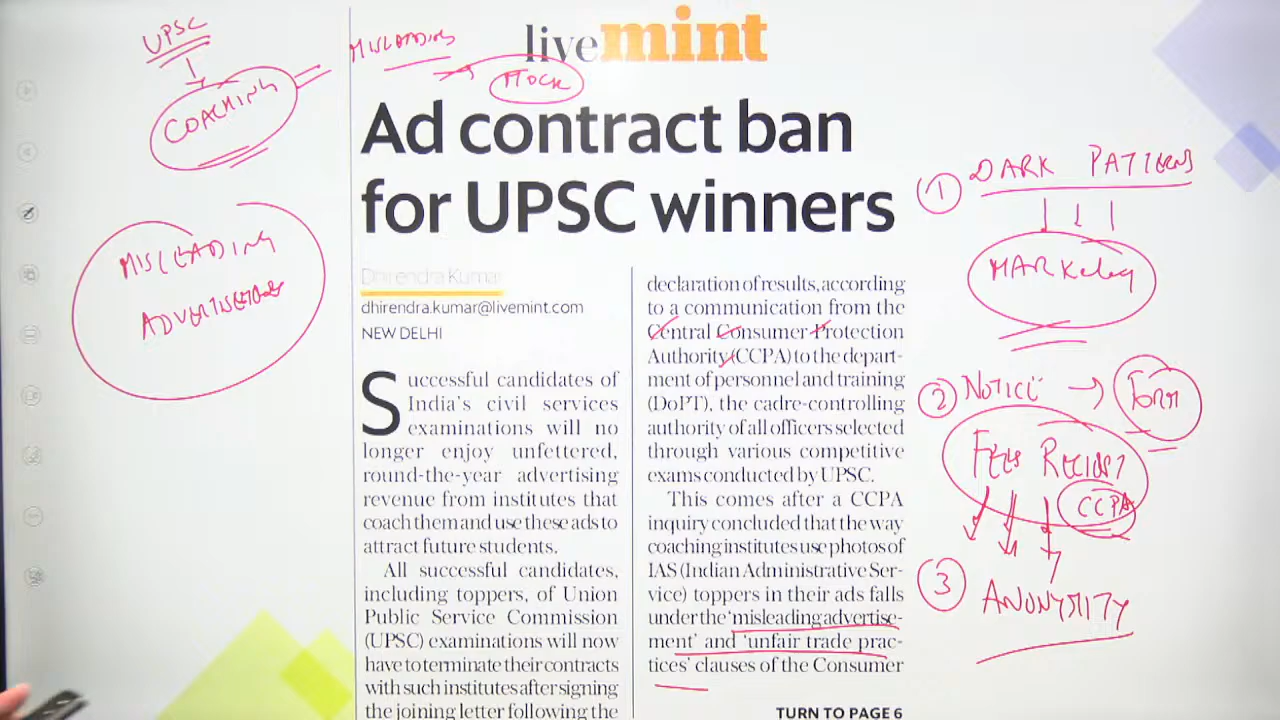 UPSC
COACHING
MISLEADING
MOCK
MISLEADING
livemint
Ad contract ban
for UPSC winners
Dhirendra Kumar
dhirendra.kumar@livemint.com
NEW DELHI
Successful candidates of
India's civil services
examinations will no
longer enjoy unfettered,
round-the-year advertising
revenue from institutes that
coach them and use these ads to
attract future students.
All successful candidates,
including toppers, of Union
Public Service Commission
(UPSC) examinations will now
have to terminate their contracts
with such institutes after signing
the joining letter following the
declaration of results, according
to a communication from the
Central Consumer Protection
Authority (CCPA) to the depart-
ment of personnel and training
(DoPT), the cadre-controlling
authority of all officers selected
through various competitive
exams conducted by UPSC.
This comes after a CCPA
inquiry concluded that the way
coaching institutes use photos of
IAS (Indian Administrative Ser-
vice) toppers in their ads falls
under the 'misleading advertise-
ment' and 'unfair trade prac-
tices' clauses of the Consumer
TURN TO PAGE 6
1 DARK PATTERNS
MARKeting
2 NOTICE → FORM
FEES
CCPA
3 ANONYMITY